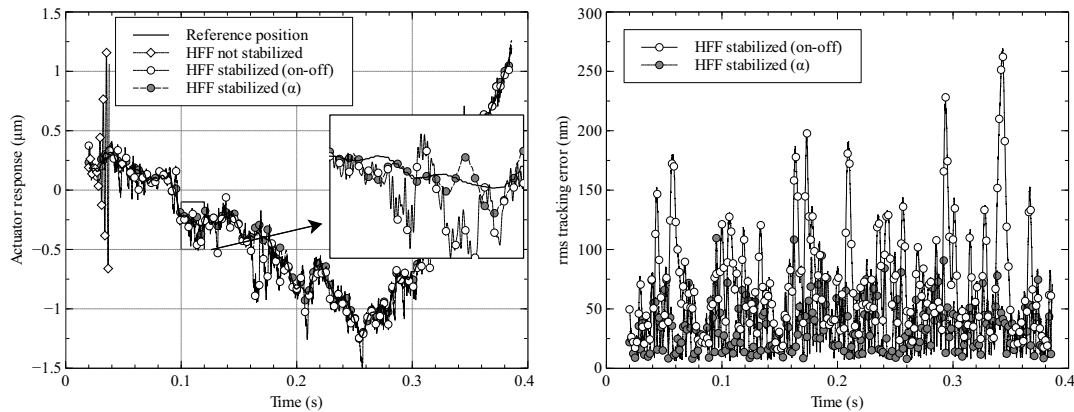 1.5
1
0.5
0
−0.5
−1
−1.5
Actuator response (µm)
Reference position
HFF not stabilized
HFF stabilized (on-off)
HFF stabilized (α)
0
0.1
0.2
0.3
0.4
Time (s)
300
250
200
150
100
50
0
rms tracking error (nm)
HFF stabilized (on-off)
HFF stabilized (α)
0
0.1
0.2
0.3
0.4
Time (s)